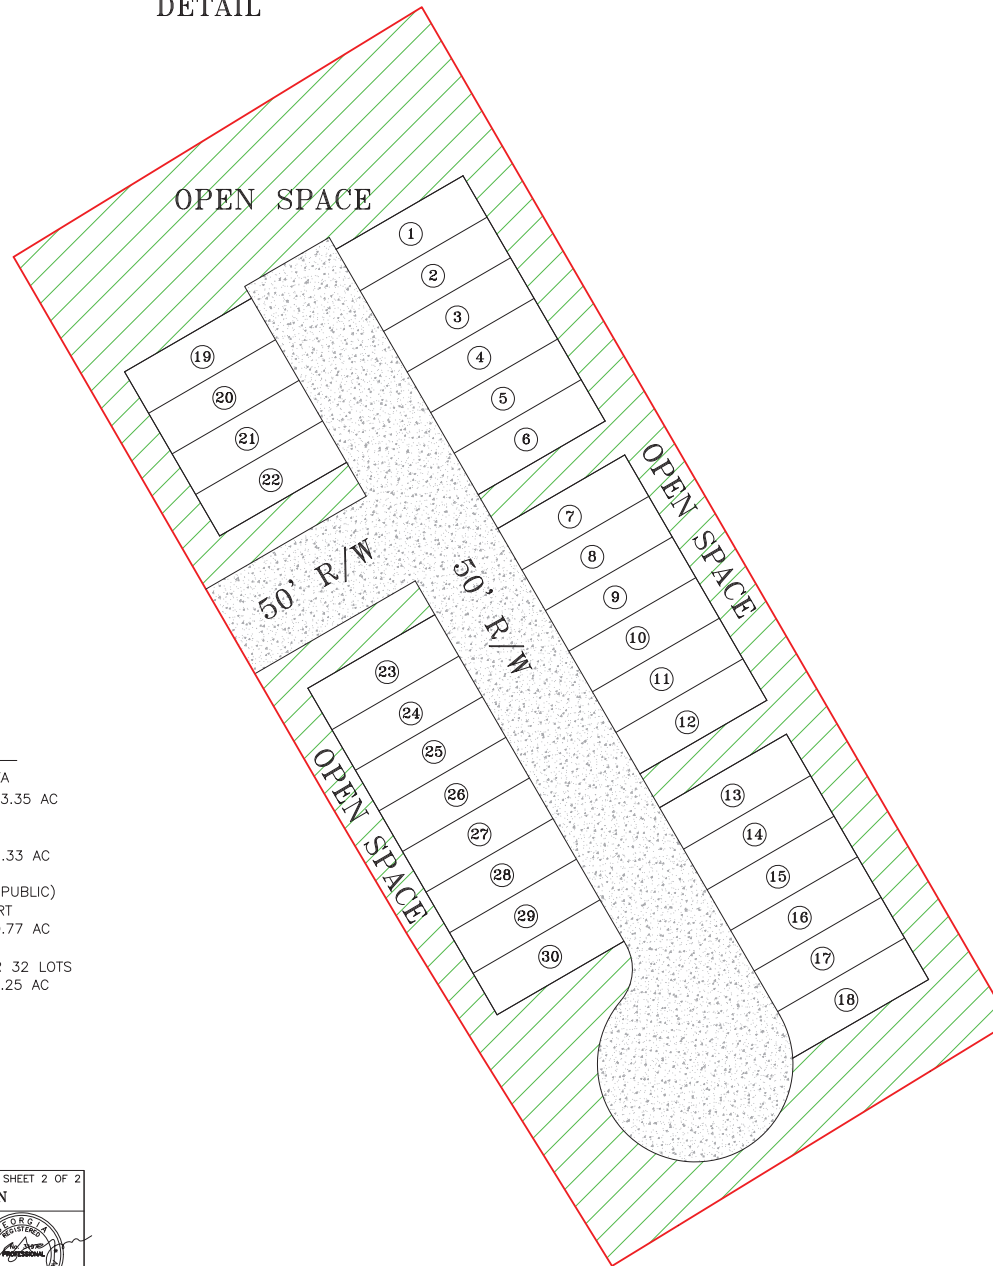 DETAIL
OPEN SPACE
1
2
3
4
5
6
19
20
21
22
OPEN SPACE
7
8
9
10
11
12
50' R/W
50' R/W
23
24
25
26
27
28
29
30
OPEN SPACE
13
14
15
16
17
18
TA
3.35 AC
.33 AC
PUBLIC)
RT
.77 AC
R 32 LOTS
.25 AC
SHEET 2 OF 2
N
GEORGIA
REGISTERED
PROFESSIONAL